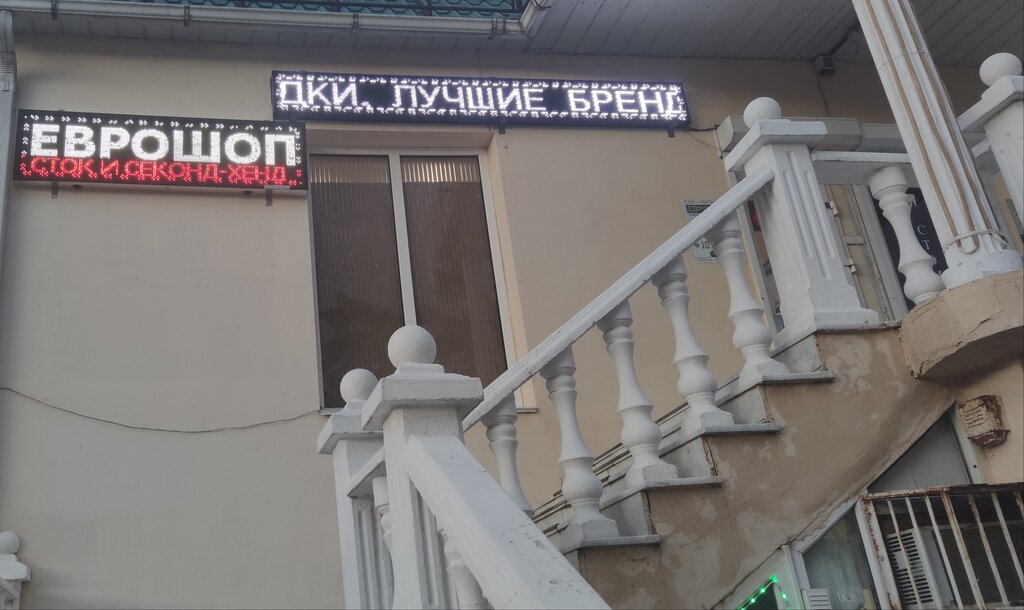 ЕВРОШОП
СТОК И СЕКОНД-ХЕНД
ДКИ, ЛУЧШИЕ БРЕНД